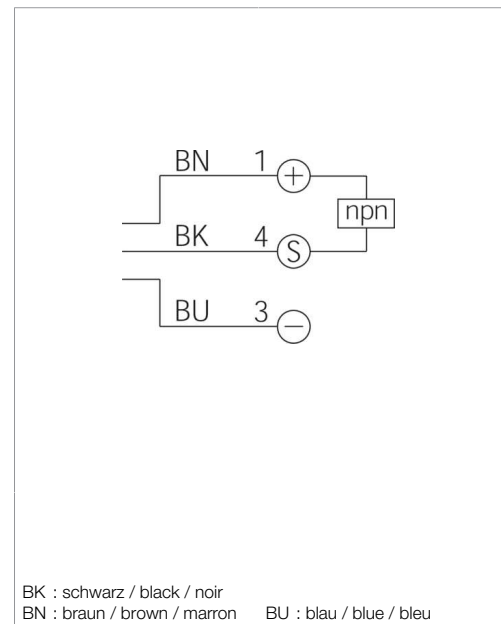 BN 1 +
npn
BK 4 S
BU 3 −
BK : schwarz / black / noir
BN : braun / brown / marron BU : blau / blue / bleu